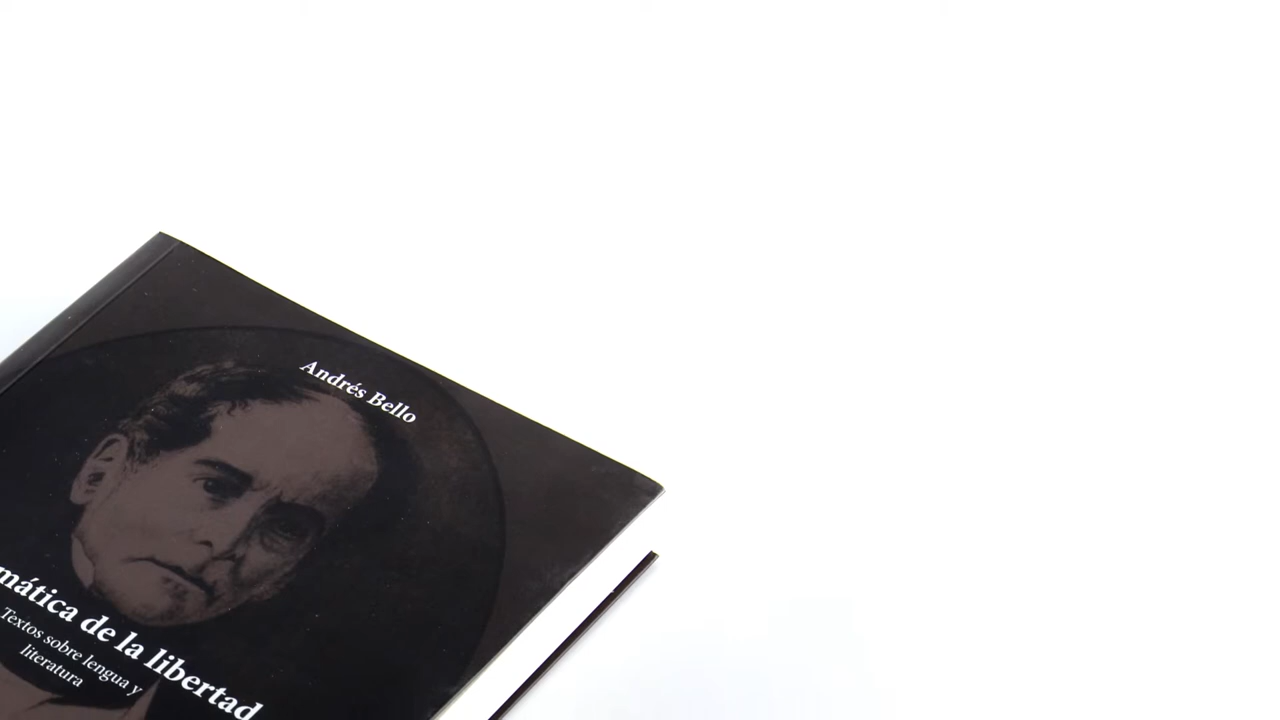 Andrés Bello
mática de la libertad
Textos sobre lengua y
literatura